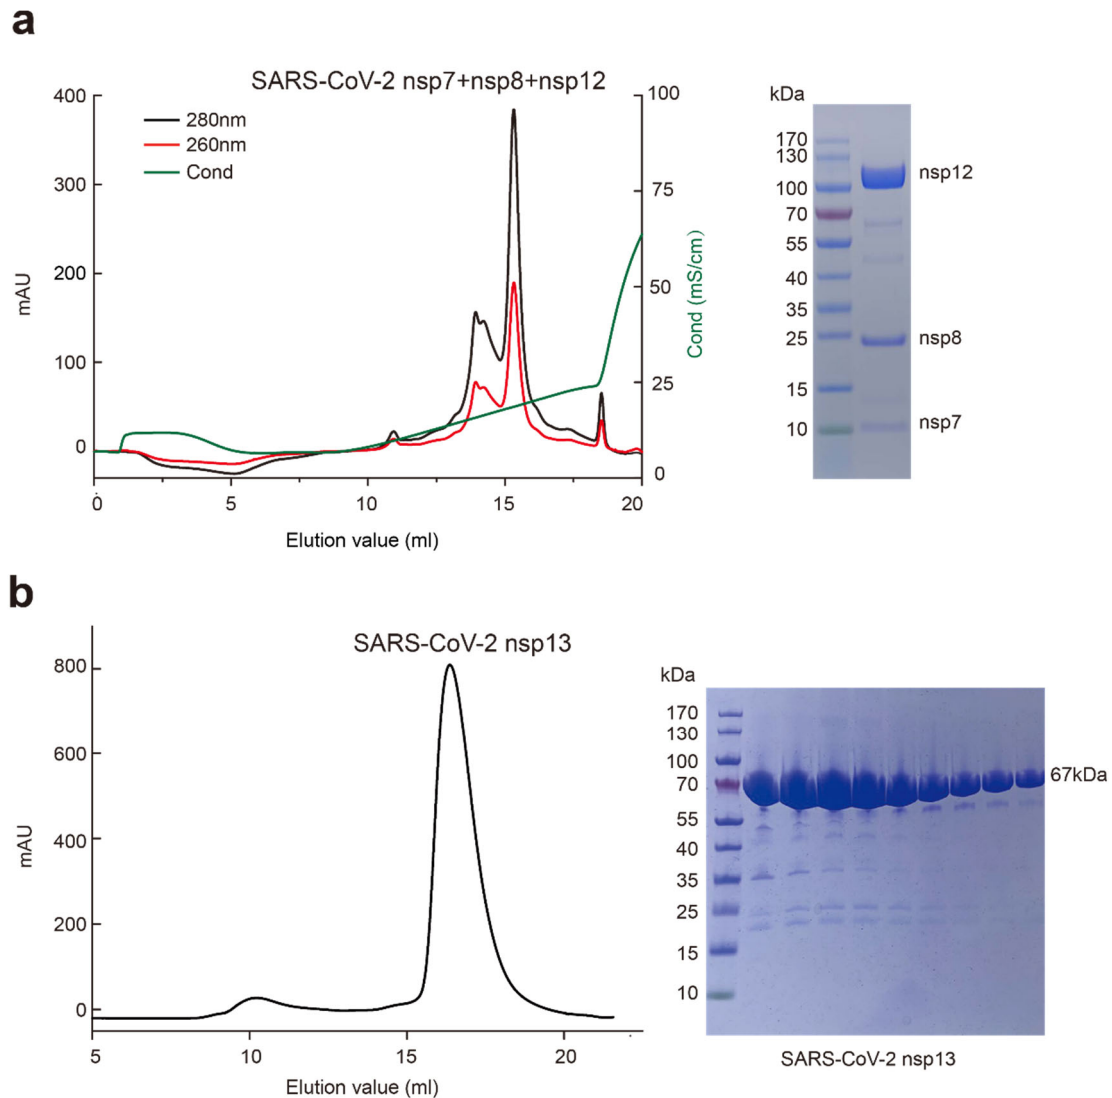 a
SARS-CoV-2 nsp7+nsp8+nsp12
280nm
260nm
Cond
400
300
200
100
0
mAU
100
75
50
25
0
Cond (mS/cm)
0
5
10
15
20
Elution value (ml)
kDa
170
130
100
70
55
40
35
25
15
10
nsp12
nsp8
nsp7
b
SARS-CoV-2 nsp13
800
600
400
200
0
mAU
5
10
15
20
Elution value (ml)
kDa
170
130
100
70
55
40
35
25
15
10
67kDa
SARS-CoV-2 nsp13